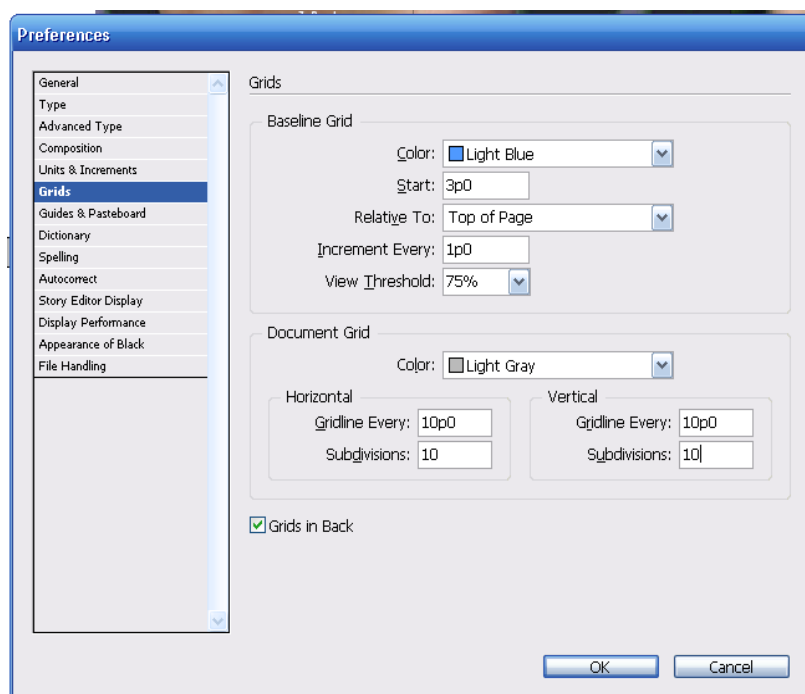 Preferences
General
Type
Advanced Type
Composition
Units & Increments
Grids
Guides & Pasteboard
Dictionary
Spelling
Autocorrect
Story Editor Display
Display Performance
Appearance of Black
File Handling
Grids
Baseline Grid
Color: Light Blue
Start: 3p0
Relative To: Top of Page
Increment Every: 1p0
View Threshold: 75%
Document Grid
Color: Light Gray
Horizontal
Gridline Every: 10p0
Subdivisions: 10
Vertical
Gridline Every: 10p0
Subdivisions: 10
Grids in Back
OK Cancel